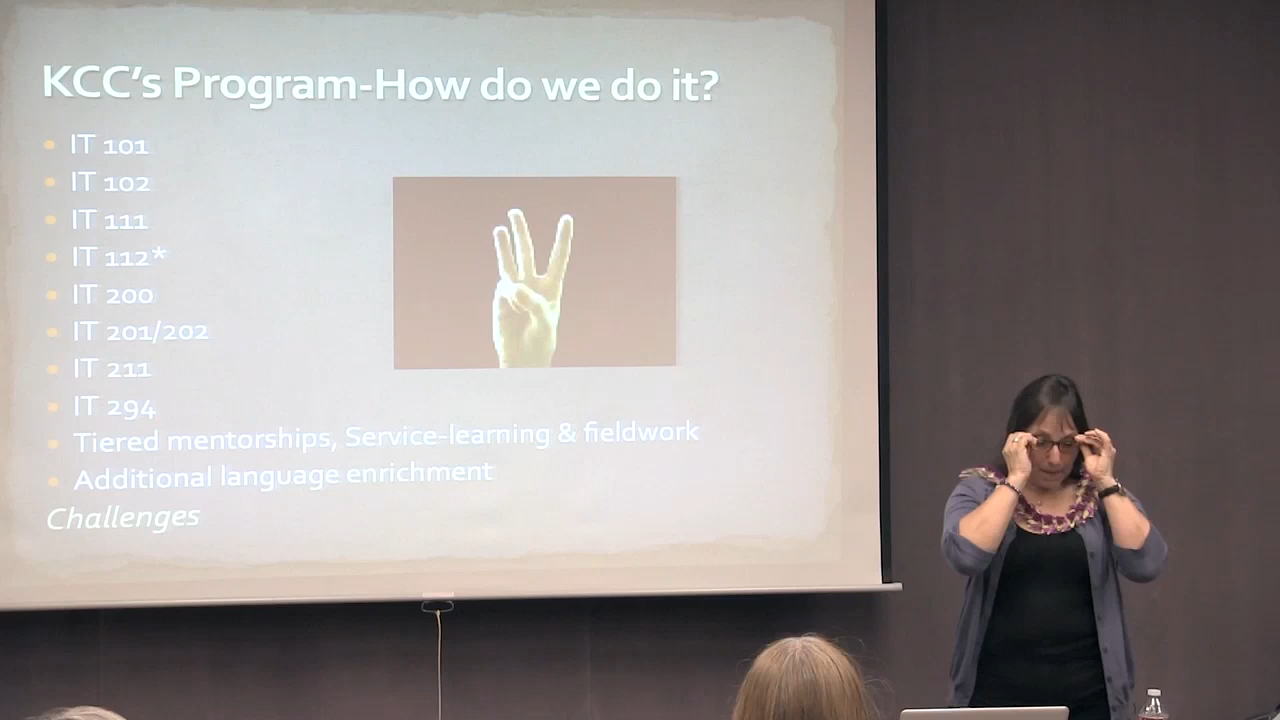 KCC's Program-How do we do it?
IT 101
IT 102
IT 111
IT 112*
IT 200
IT 201/202
IT 211
IT 294
Tiered mentorships, Service-learning & fieldwork
Additional language enrichment
Challenges